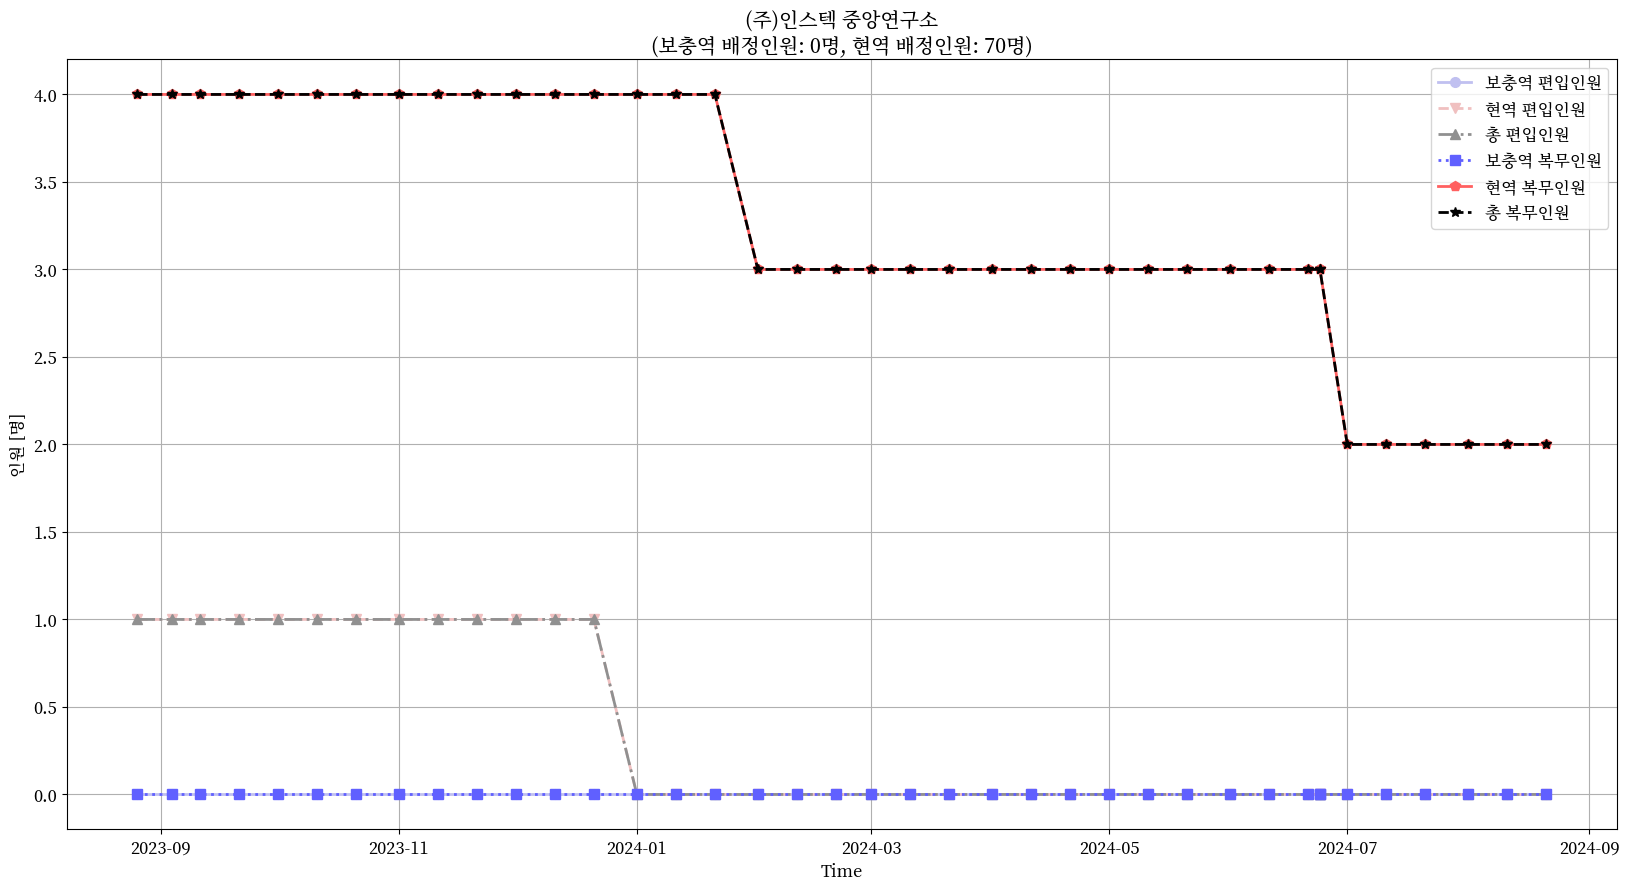 (주)인스텍 중앙연구소
(보충역 배정인원: 0명, 현역 배정인원: 70명)
보충역 편입인원
현역 편입인원
총 편입인원
보충역 복무인원
현역 복무인원
총 복무인원
4.0
3.5
3.0
2.5
2.0
1.5
1.0
0.5
0.0
인원 [명]
2023-09 2023-11 2024-01 2024-03 2024-05 2024-07 2024-09
Time